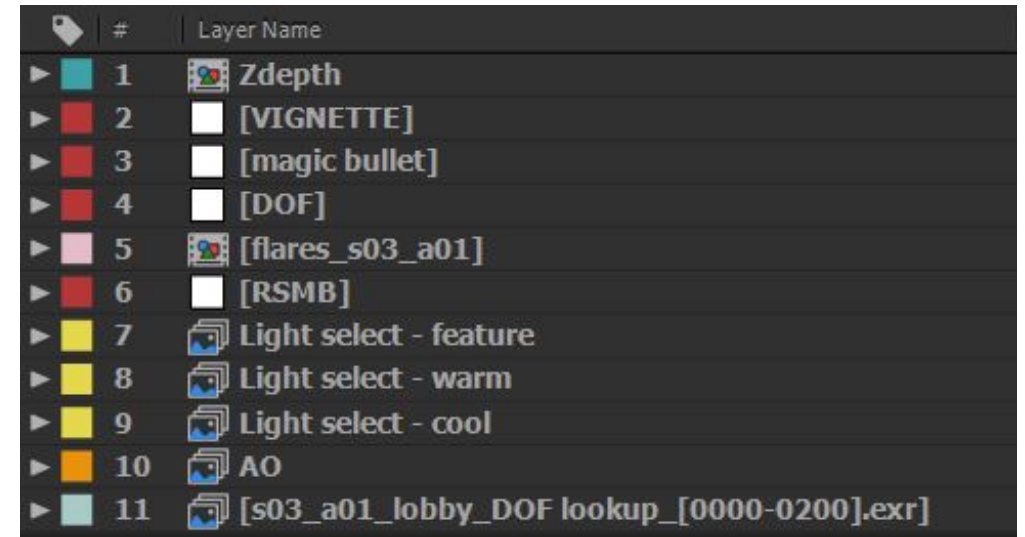 # Layer Name
1 Zdepth
2 [VIGNETTE]
3 [magic bullet]
4 [DOF]
5 [flares_s03_a01]
6 [RSMB]
7 Light select - feature
8 Light select - warm
9 Light select - cool
10 AO
11 [s03_a01_lobby_DOF lookup_[0000-0200].exr]